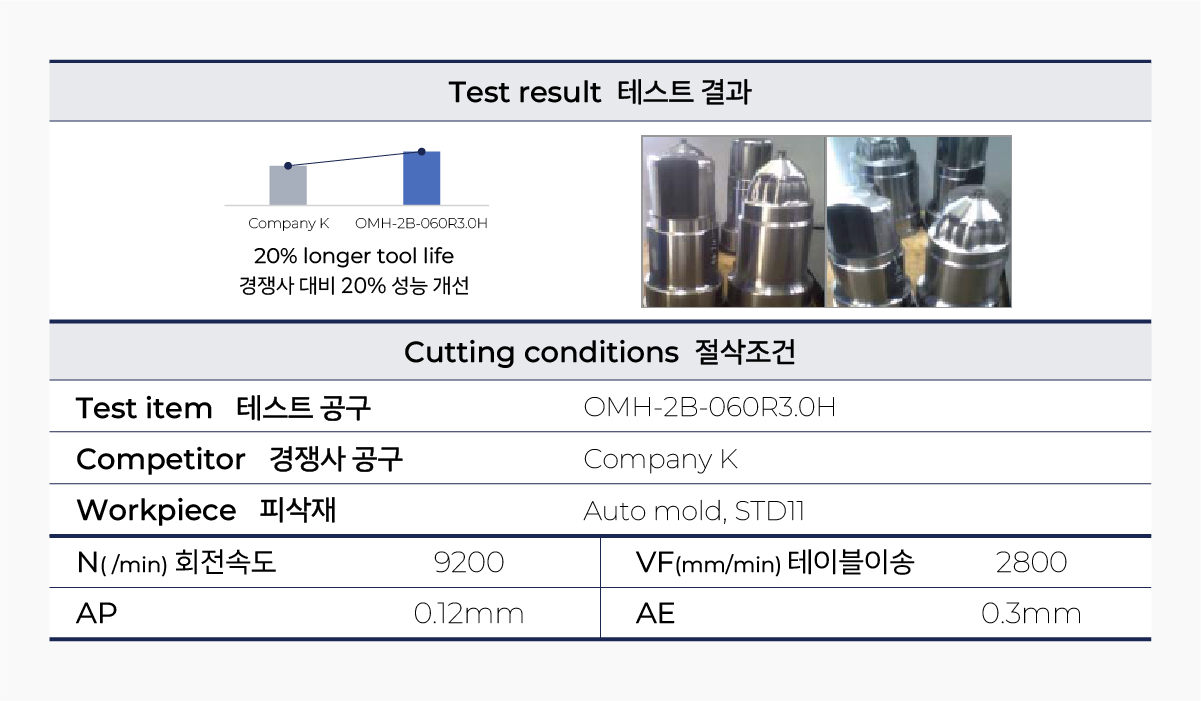 Test result 테스트 결과
Company K
OMH-2B-060R3.0H
20% longer tool life
경쟁사 대비 20% 성능 개선
Cutting conditions 절삭조건
Test item 테스트 공구 OMH-2B-060R3.0H
Competitor 경쟁사 공구 Company K
Workpiece 피삭재 Auto mold, STD11
N( /min) 회전속도 9200 VF(mm/min) 테이블이송 2800
AP 0.12mm AE 0.3mm